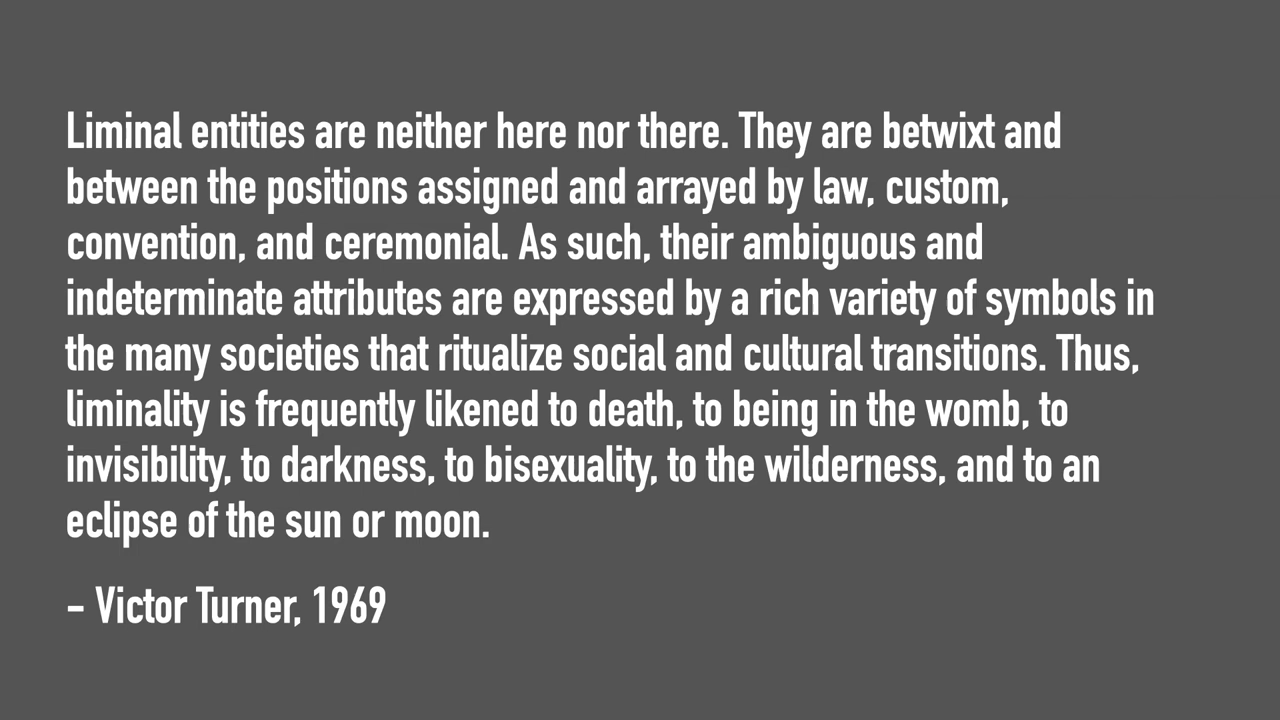 Liminal entities are neither here nor there. They are betwixt and
between the positions assigned and arrayed by law, custom,
convention, and ceremonial. As such, their ambiguous and
indeterminate attributes are expressed by a rich variety of symbols in
the many societies that ritualize social and cultural transitions. Thus,
liminality is frequently likened to death, to being in the womb, to
invisibility, to darkness, to bisexuality, to the wilderness, and to an
eclipse of the sun or moon.
– Victor Turner, 1969